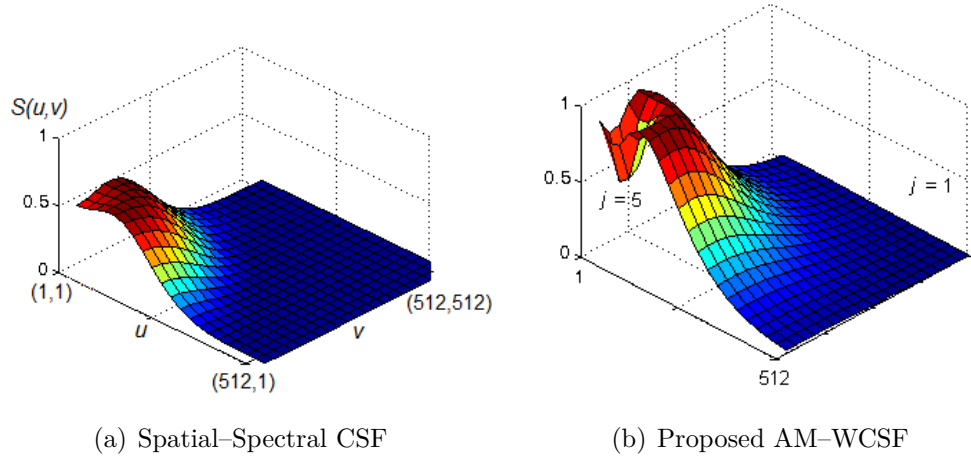 S(u,v)
1
0.5
0
(1,1)
u
(512,1)
v
(512,512)
1
0.5
0
1
j = 5
j = 1
512
(a) Spatial–Spectral CSF
(b) Proposed AM–WCSF